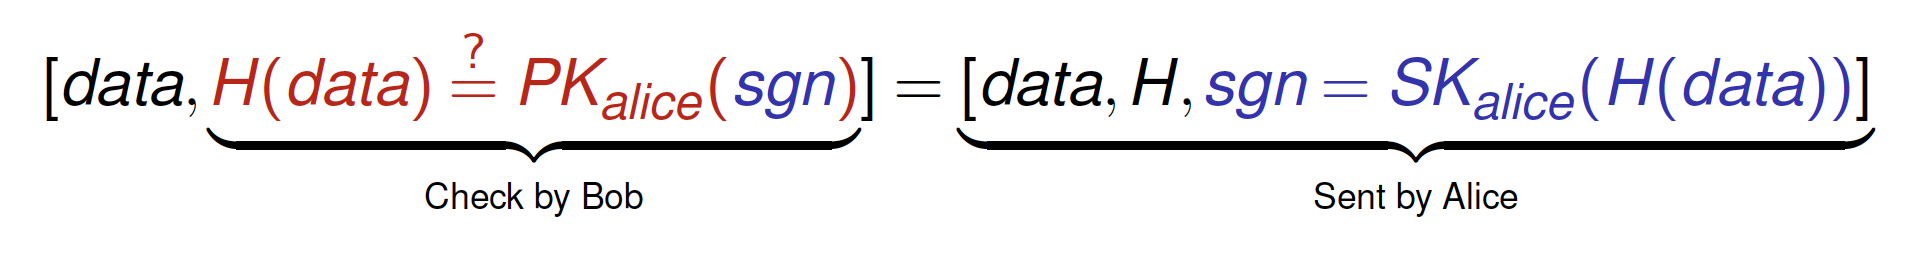 [data, H(data) ≟ PK_alice(sgn)] = [data, H, sgn = SK_alice(H(data))]
Check by Bob Sent by Alice